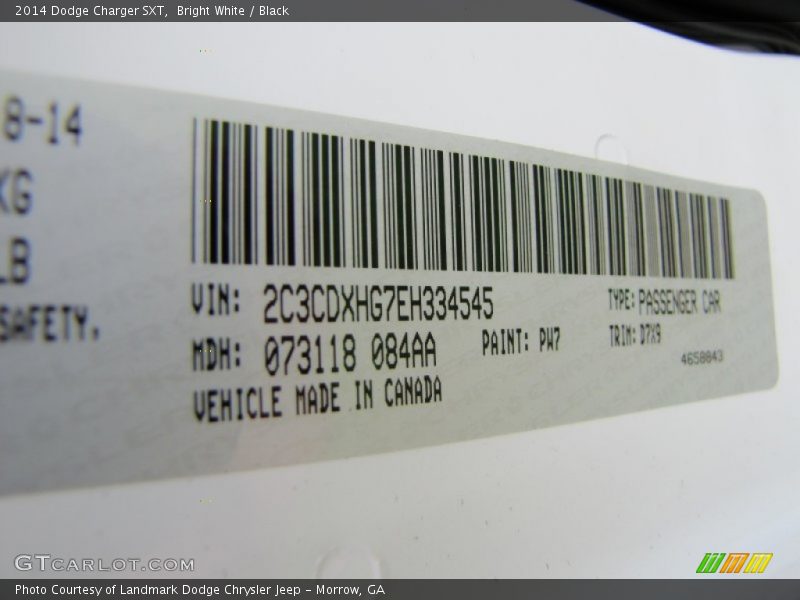 2014 Dodge Charger SXT,  Bright White / Black
8-14
KG
LB
SAFETY.
VIN: 2C3CDXHG7EH334545 TYPE: PASSENGER CAR
MDH: 073118 084AA PAINT: PW7 TRIM: D7X9
4658843
VEHICLE MADE IN CANADA
GTCARLOT.COM
Photo Courtesy of Landmark Dodge Chrysler Jeep – Morrow, GA